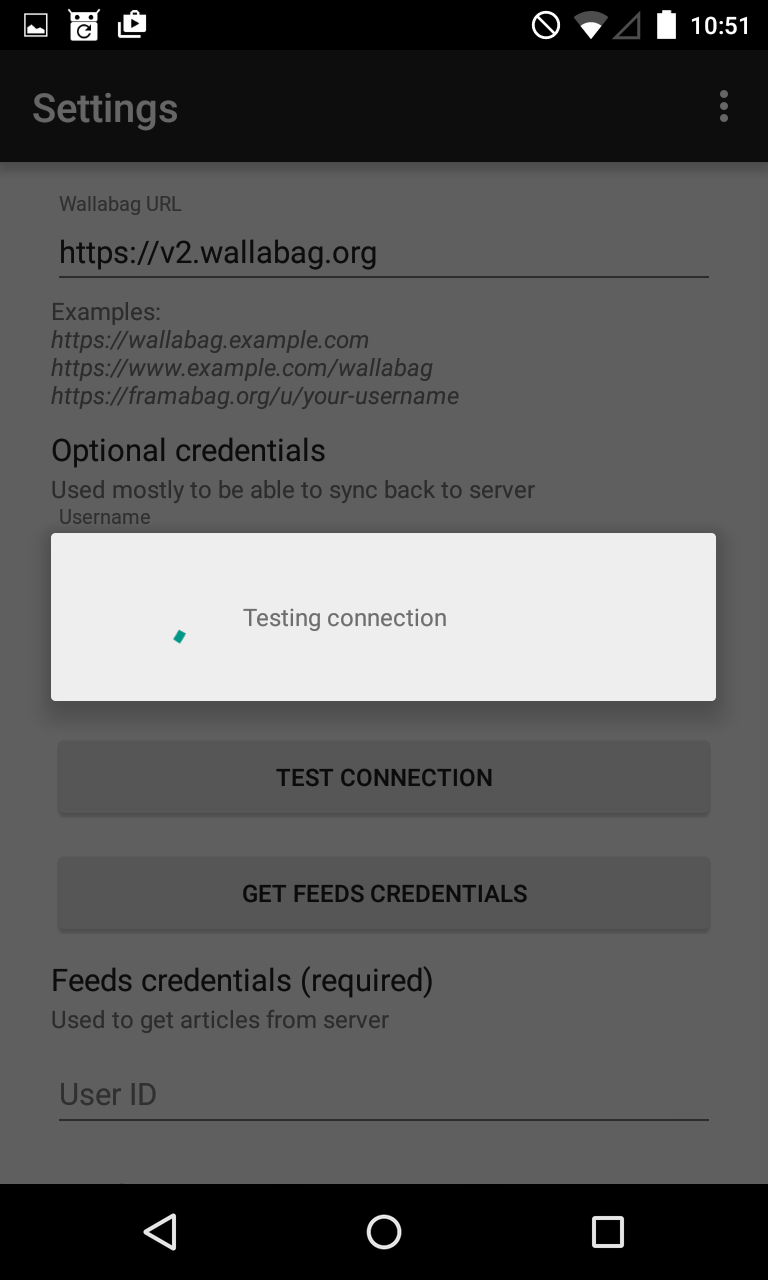 10:51
Settings
Wallabag URL
https://v2.wallabag.org
Examples:
https://wallabag.example.com
https://www.example.com/wallabag
https://framabag.org/u/your-username
Optional credentials
Used mostly to be able to sync back to server
Username
Testing connection
TEST CONNECTION
GET FEEDS CREDENTIALS
Feeds credentials (required)
Used to get articles from server
User ID